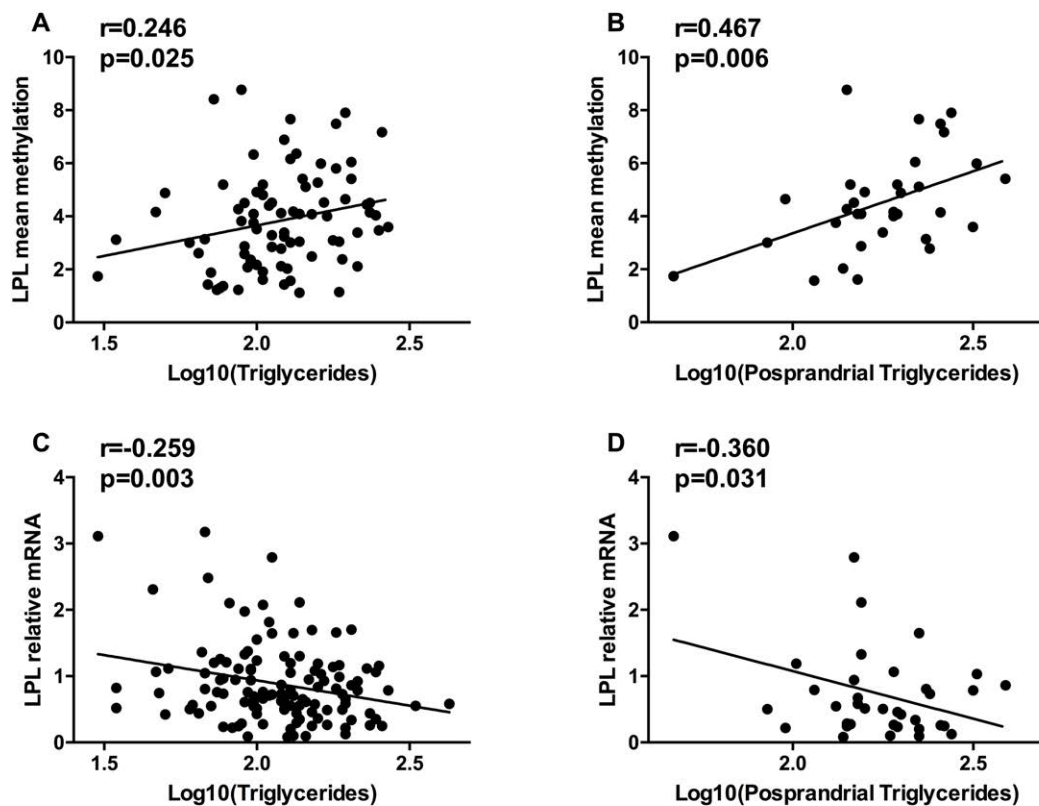 A
r=0.246
p=0.025
LPL mean methylation
10
8
6
4
2
0
1.5
2.0
2.5
Log10(Triglycerides)
B
r=0.467
p=0.006
LPL mean methylation
10
8
6
4
2
0
2.0
2.5
Log10(Posprandrial Triglycerides)
C
r=-0.259
p=0.003
LPL relative mRNA
4
3
2
1
0
1.5
2.0
2.5
Log10(Triglycerides)
D
r=-0.360
p=0.031
LPL relative mRNA
4
3
2
1
0
2.0
2.5
Log10(Posprandrial Triglycerides)